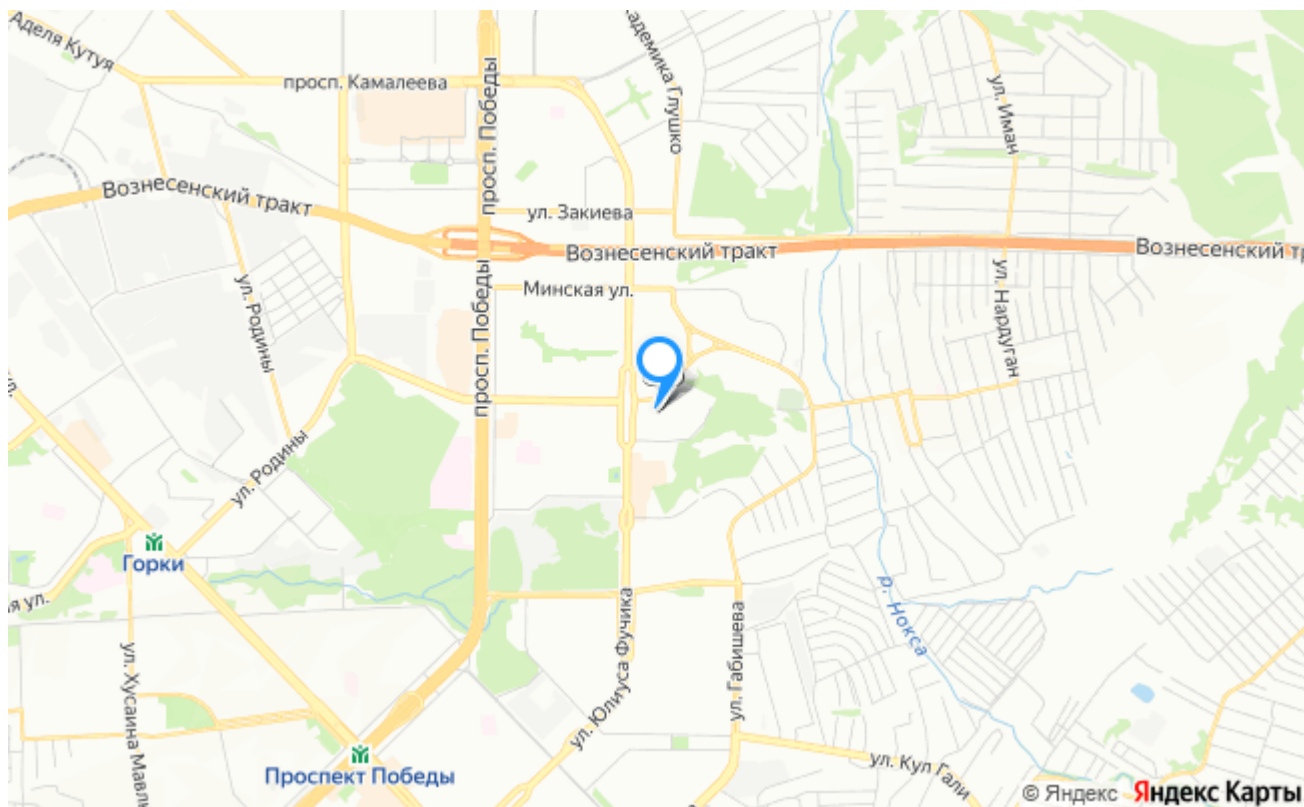 Аделя Кутуя
просп. Камалеева
просп. Победы
Академика Глушко
ул. Иман
Вознесенский тракт
ул. Закиева
Вознесенский тракт
Вознесенский тр
ул. Родины
просп. Победы
Минская ул.
ул. Нардуган
ул. Родины
Горки
ая ул.
р. Нокса
ул. Хусаина Мавл
ул. Юлиуса Фучика
ул. Габишева
Проспект Победы
ул. Кул Гали
© Яндекс Яндекс Карты